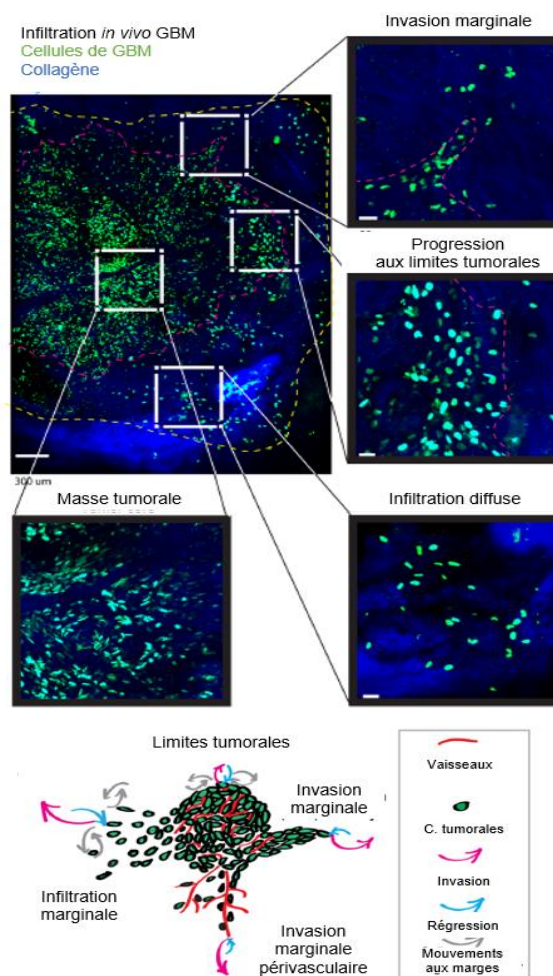 Infiltration in vivo GBM
Cellules de GBM
Collagène
Invasion marginale
Progression
aux limites tumorales
300 um
Masse tumorale
Infiltration diffuse
Limites tumorales
Invasion
marginale
Infiltration
marginale
Invasion
marginale
périvasculaire
Vaisseaux
C. tumorales
Invasion
Régression
Mouvements
aux marges